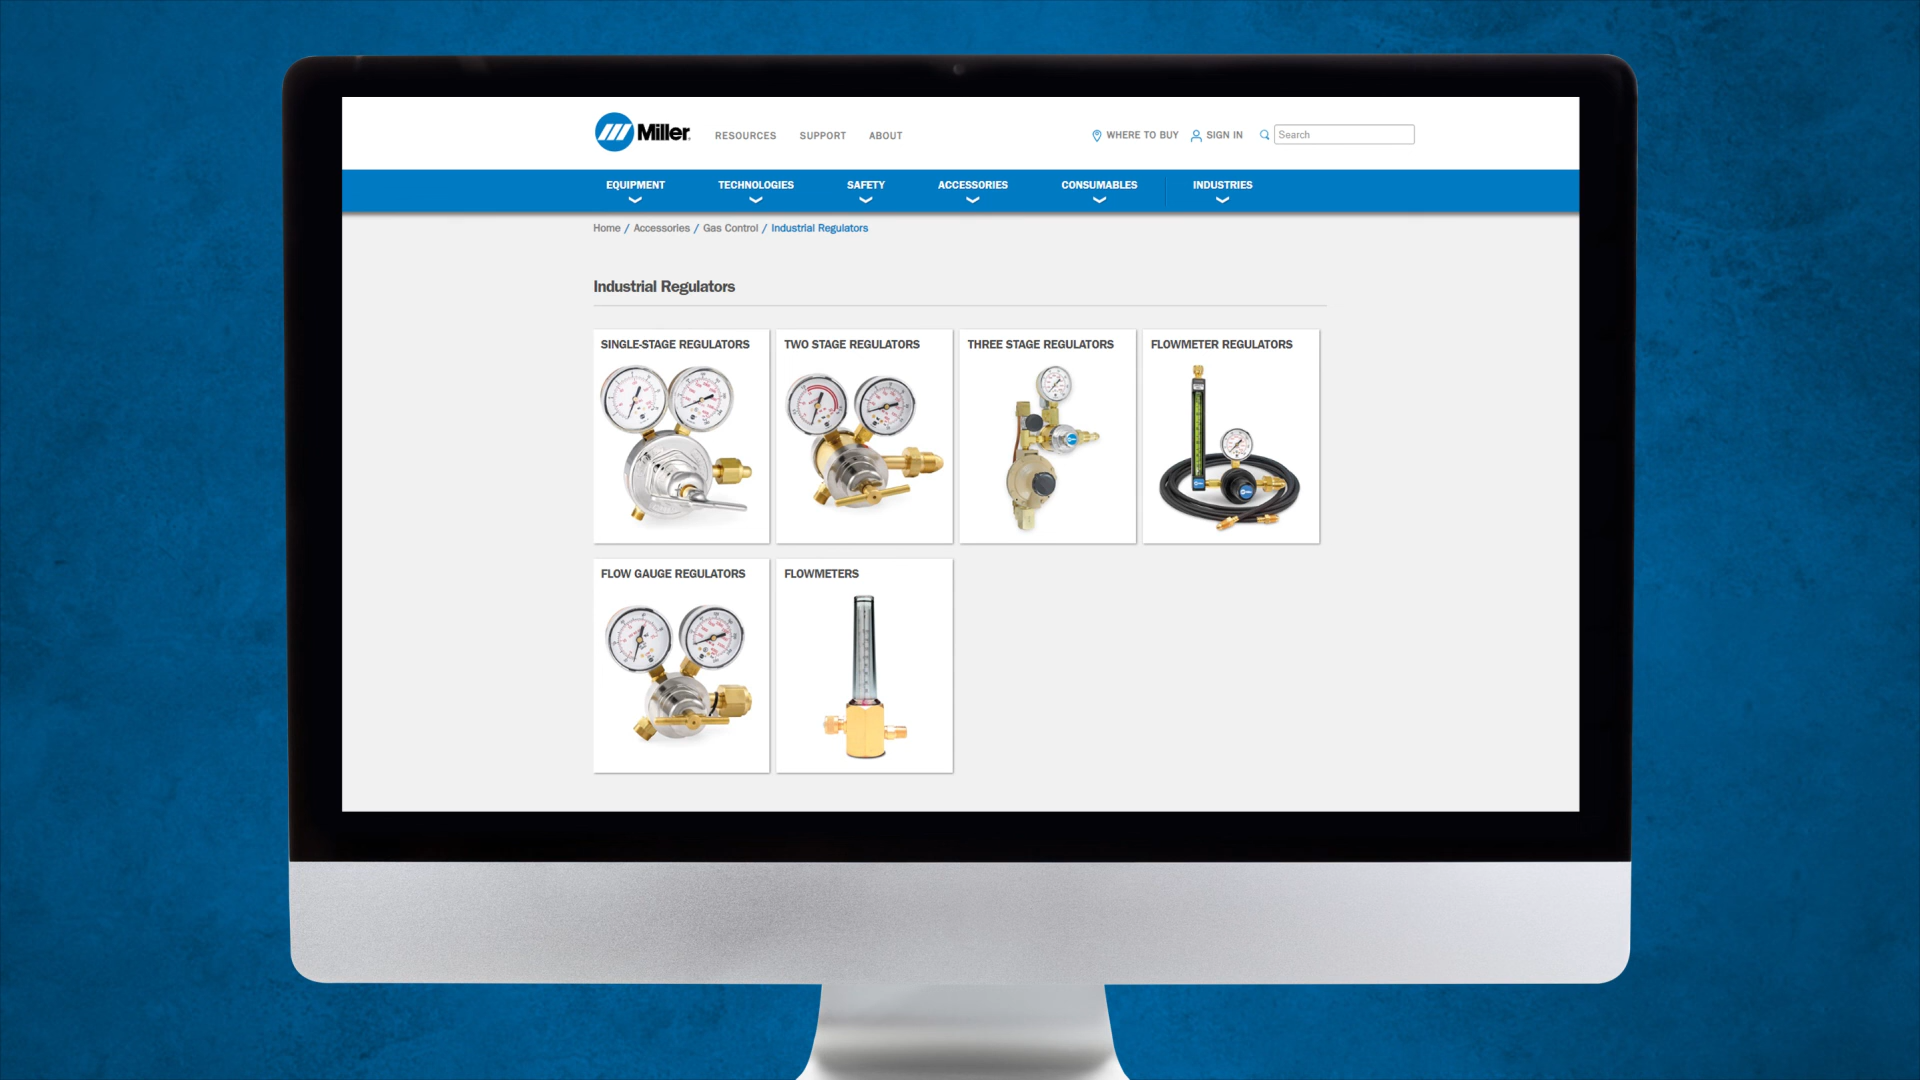 Miller
RESOURCES SUPPORT ABOUT
WHERE TO BUY SIGN IN Search
EQUIPMENT TECHNOLOGIES SAFETY ACCESSORIES CONSUMABLES INDUSTRIES
Home / Accessories / Gas Control / Industrial Regulators
Industrial Regulators
SINGLE-STAGE REGULATORS
TWO STAGE REGULATORS
THREE STAGE REGULATORS
FLOWMETER REGULATORS
FLOW GAUGE REGULATORS
FLOWMETERS